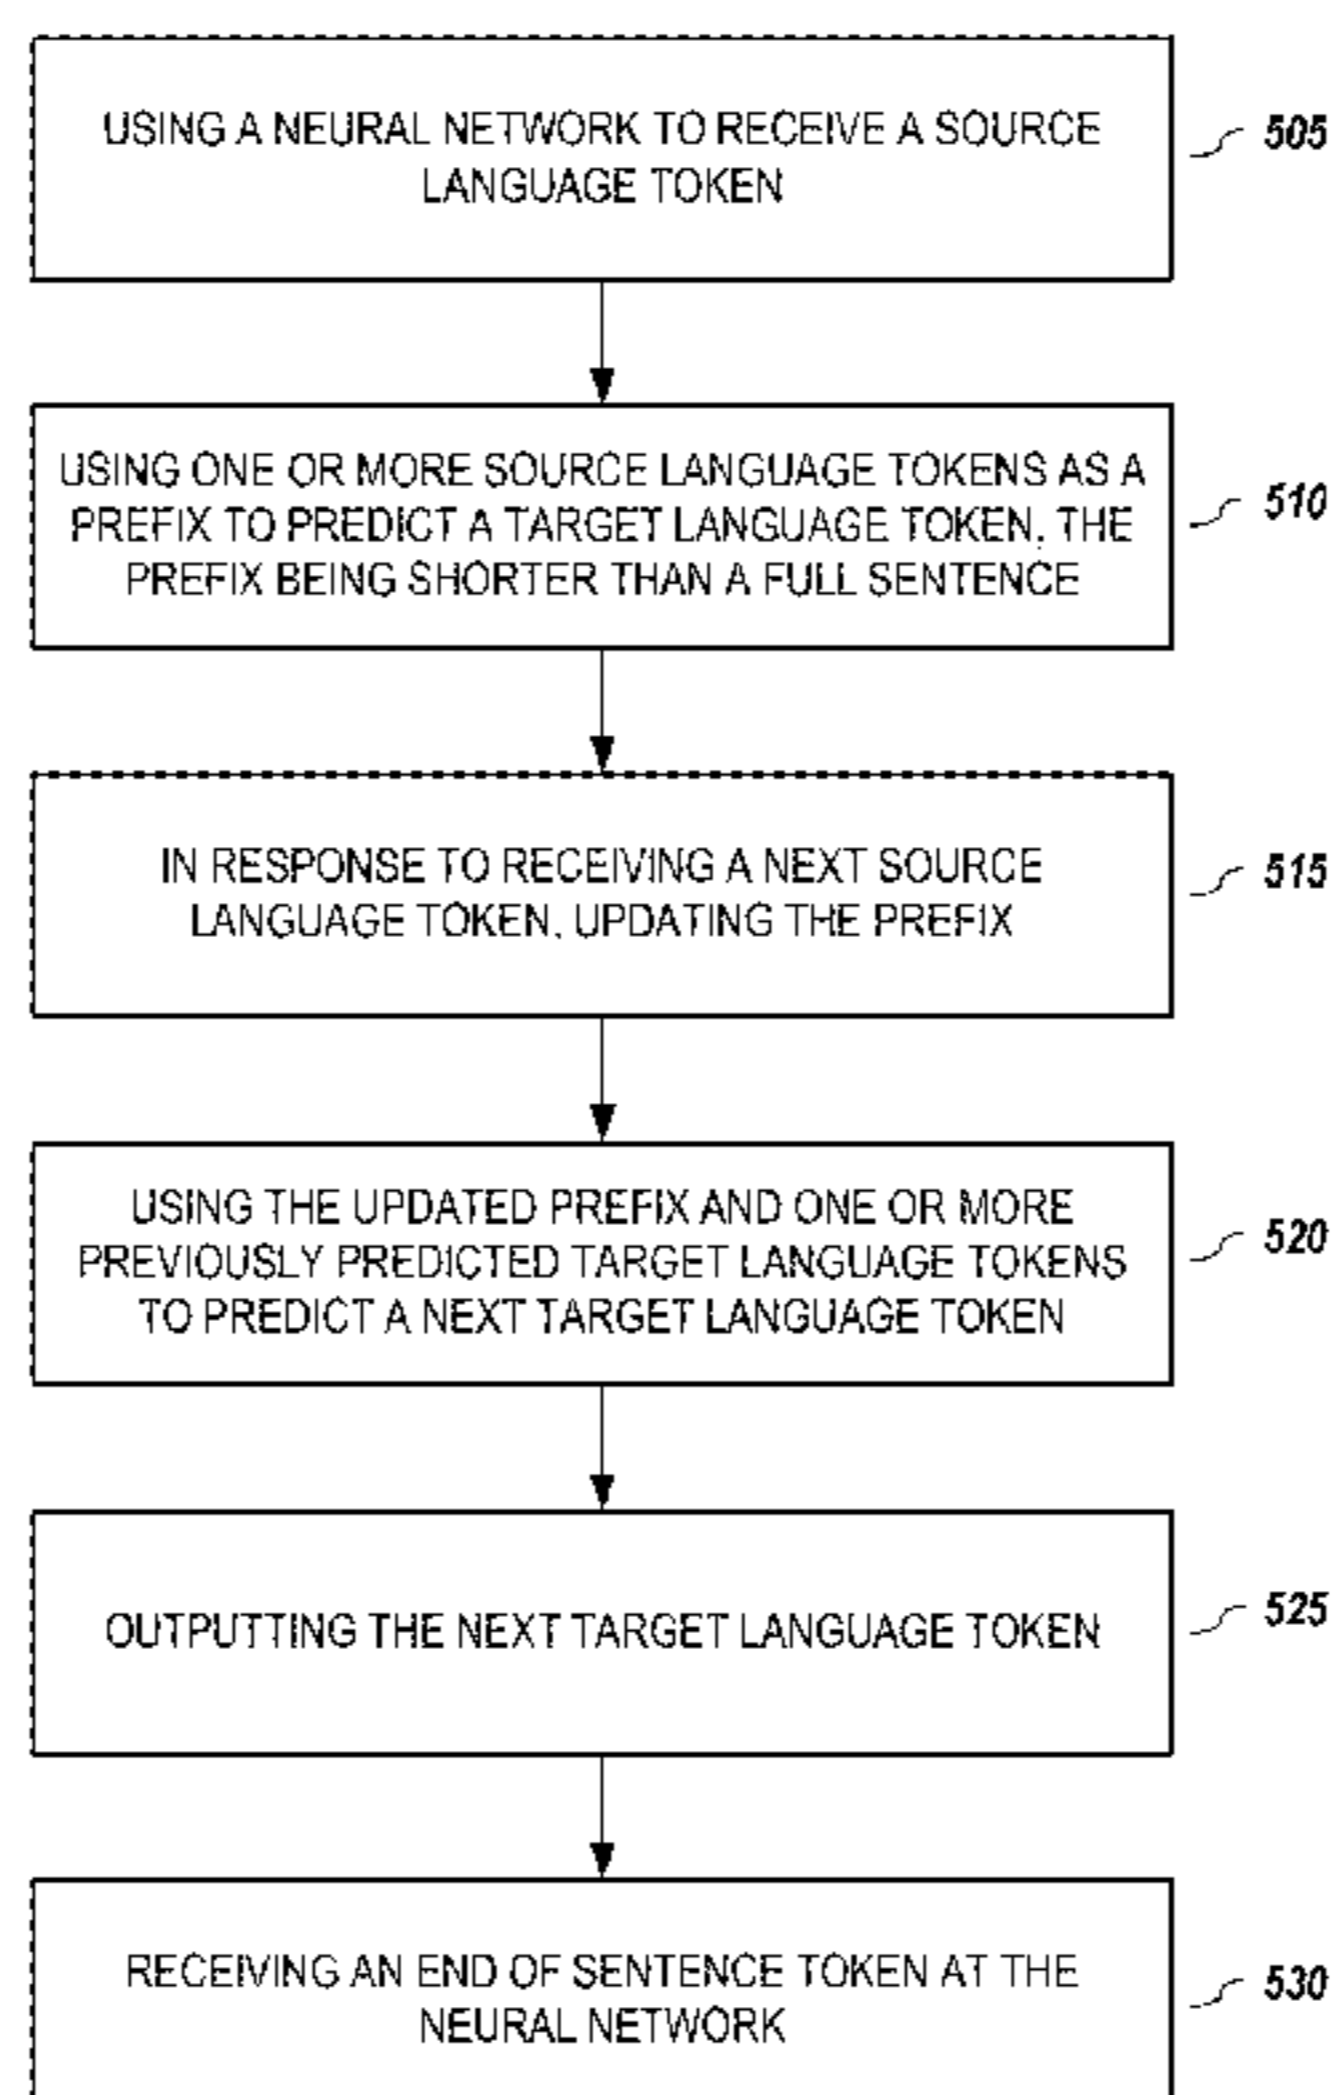 USING A NEURAL NETWORK TO RECEIVE A SOURCE
LANGUAGE TOKEN
505
USING ONE OR MORE SOURCE LANGUAGE TOKENS AS A
PREFIX TO PREDICT A TARGET LANGUAGE TOKEN, THE
PREFIX BEING SHORTER THAN A FULL SENTENCE
510
IN RESPONSE TO RECEIVING A NEXT SOURCE
LANGUAGE TOKEN, UPDATING THE PREFIX
515
USING THE UPDATED PREFIX AND ONE OR MORE
PREVIOUSLY PREDICTED TARGET LANGUAGE TOKENS
TO PREDICT A NEXT TARGET LANGUAGE TOKEN
520
OUTPUTTING THE NEXT TARGET LANGUAGE TOKEN
525
RECEIVING AN END OF SENTENCE TOKEN AT THE
NEURAL NETWORK
530